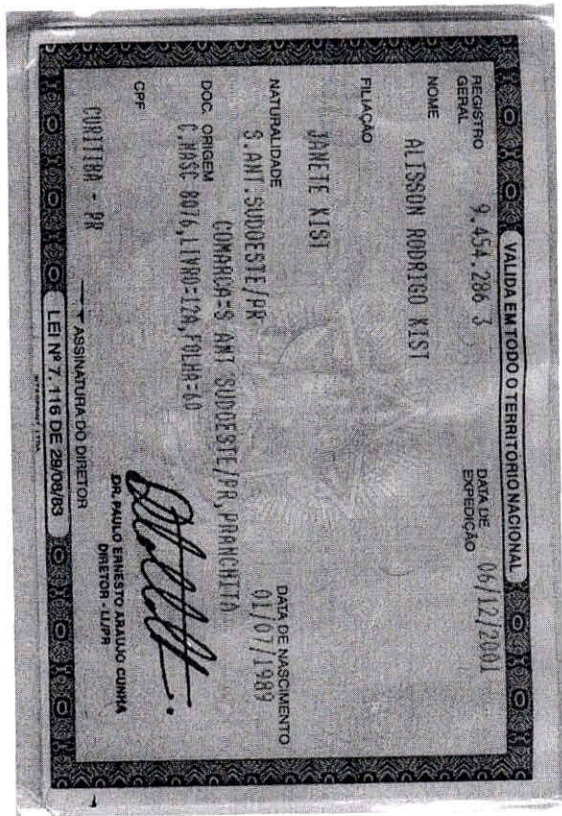 VALIDA EM TODO O TERRITÓRIO NACIONAL
REGISTRO GERAL 9.454.286 3 DATA DE EXPEDIÇÃO 06/12/2001
NOME ALISSON RODRIGO KIST
FILIAÇÃO
JANETE KIST
NATURALIDADE DATA DE NASCIMENTO
S.ANT.SUDOESTE/PR 01/07/1989
DOC. ORIGEM COMARCA=S ANT SUDOESTE/PR, PRANCHITA
C.NASC 8076,LIVRO=12A,FOLHA=60
CPF
CURITIBA - PR
DR. PAULO ERNESTO ARAUJO CUNHA
DIRETOR - II/PR
ASSINATURA DO DIRETOR
LEI Nº 7.116 DE 29/08/83